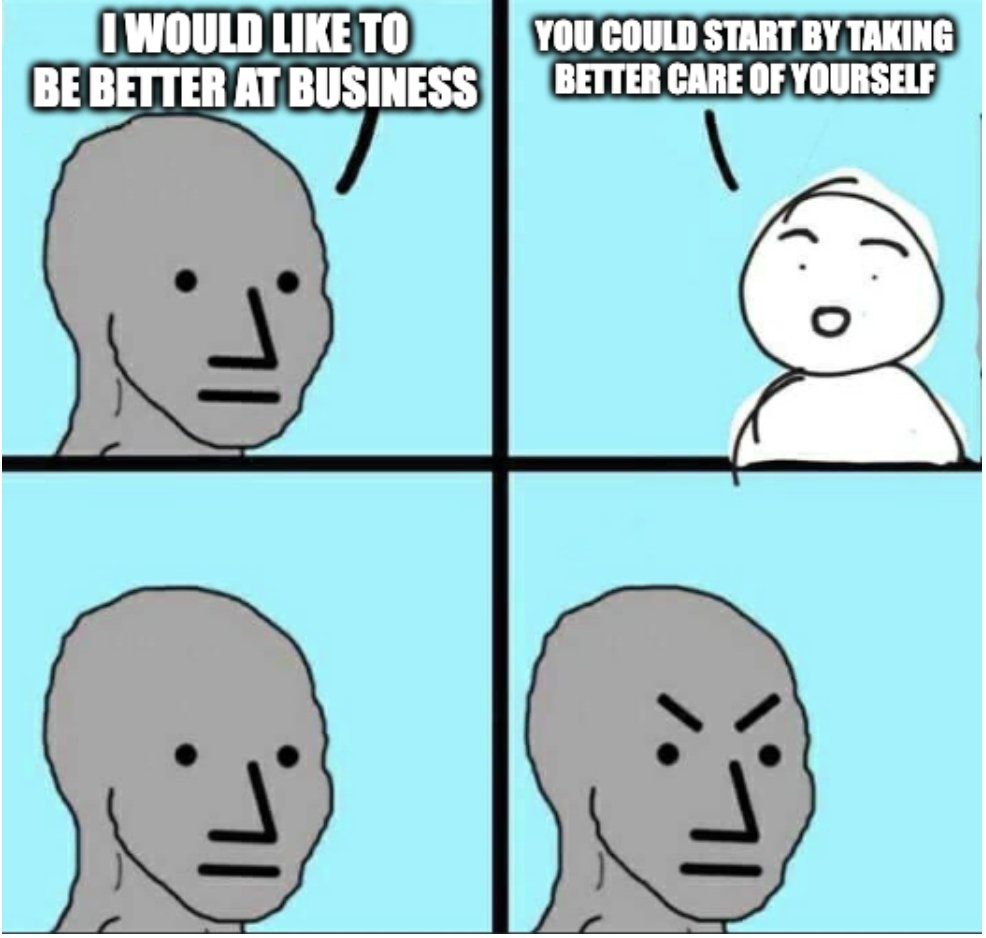 I WOULD LIKE TO
BE BETTER AT BUSINESS
YOU COULD START BY TAKING
BETTER CARE OF YOURSELF